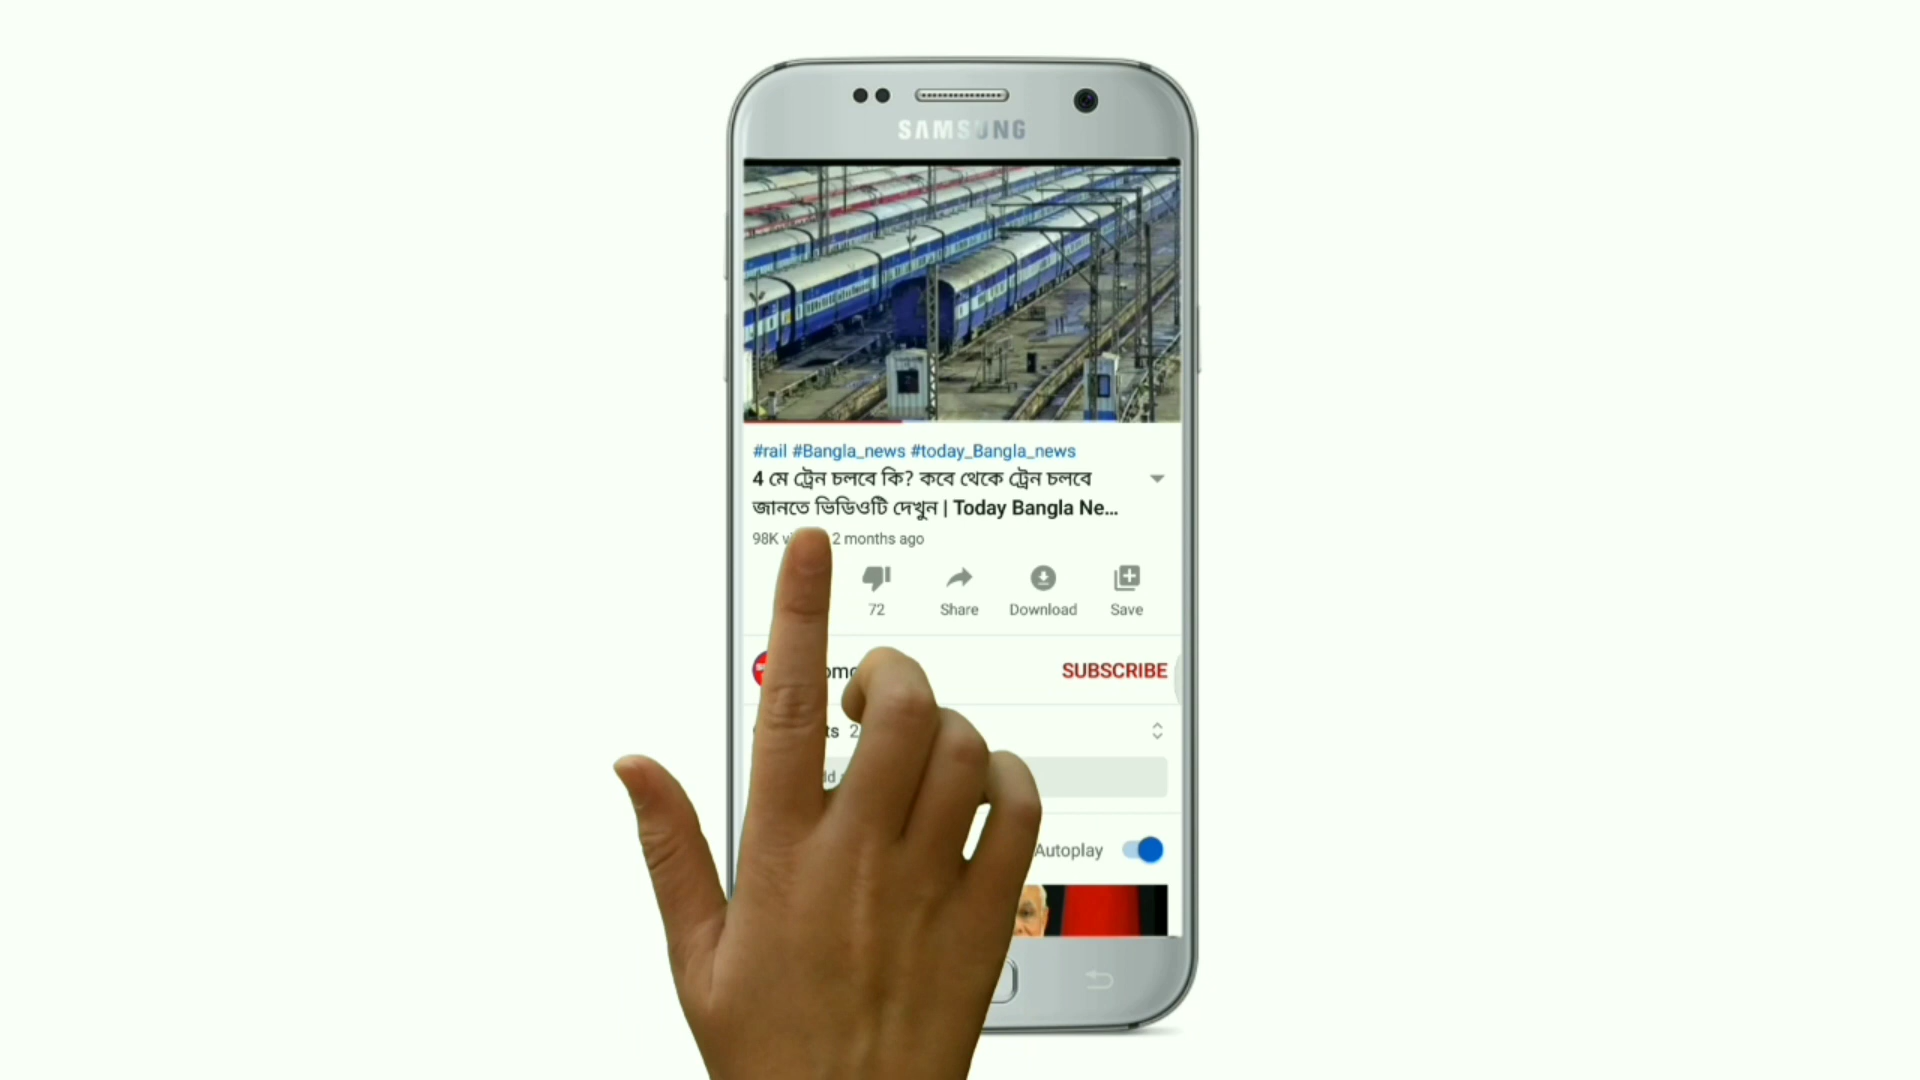 SAMSUNG
#rail #Bangla_news #today_Bangla_news
4 মে ট্রেন চলবে কি? কবে থেকে ট্রেন চলবে
জানতে ভিডিওটি দেখুন | Today Bangla Ne...
98K 2 months ago
72 Share Download Save
SUBSCRIBE
Autoplay